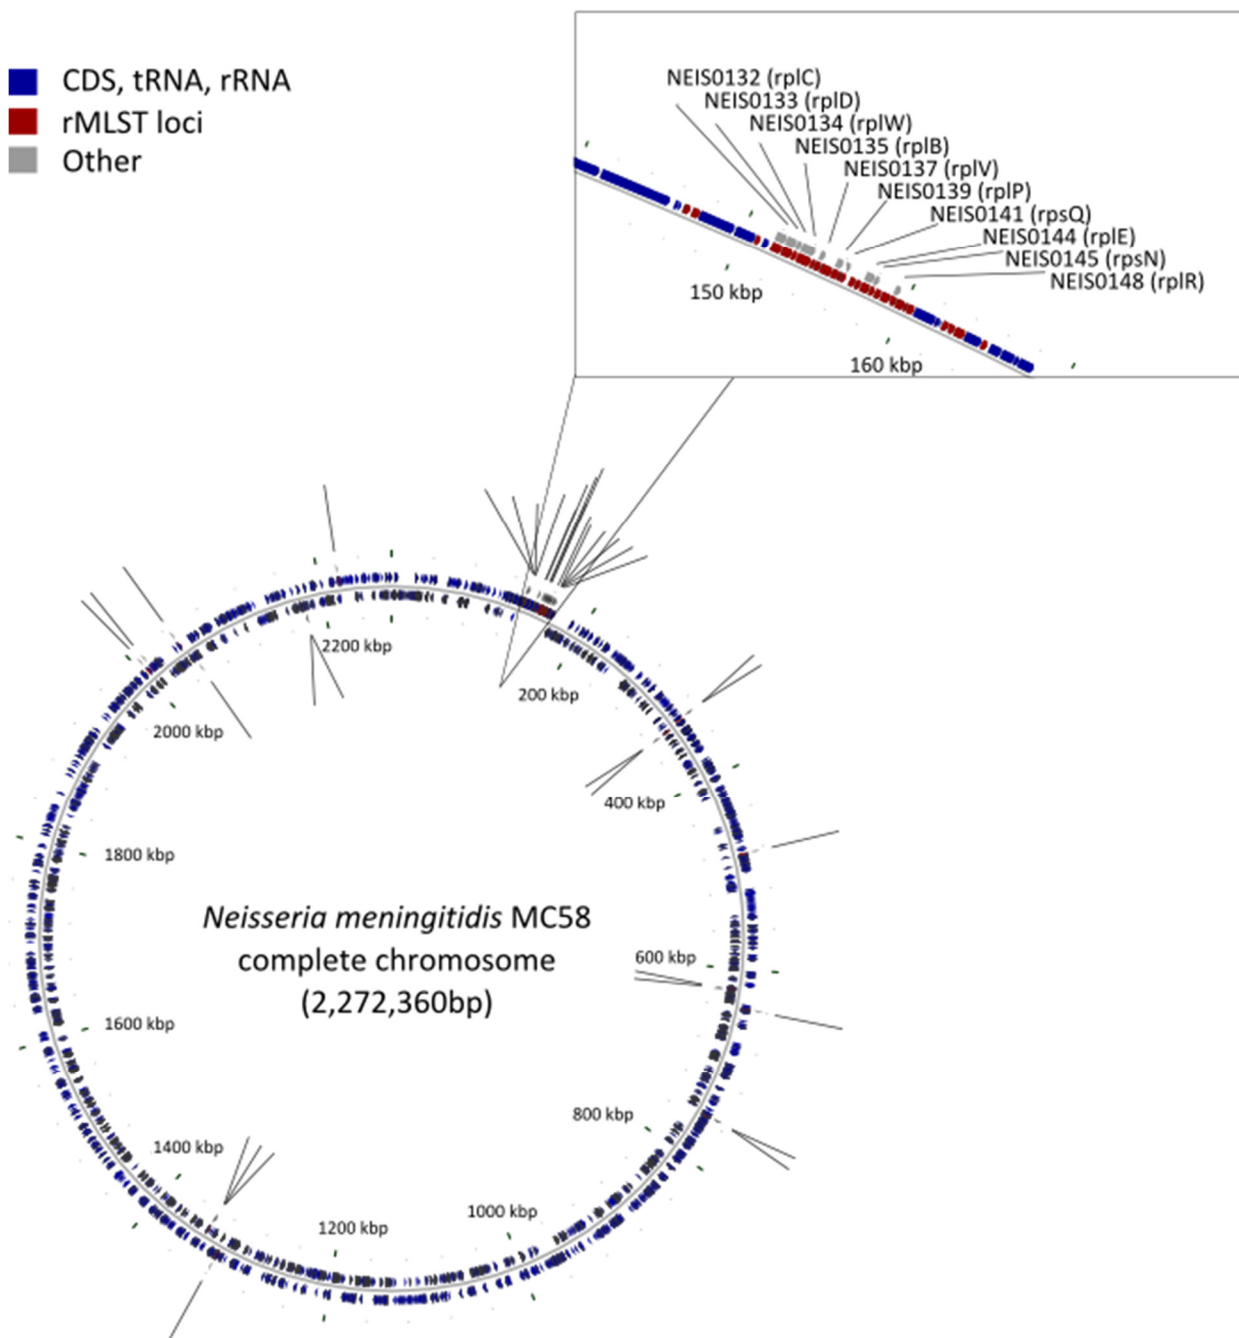 CDS, tRNA, rRNA
rMLST loci
Other
NEIS0132 (rplC)
NEIS0133 (rplD)
NEIS0134 (rplW)
NEIS0135 (rplB)
NEIS0137 (rplV)
NEIS0139 (rplP)
NEIS0141 (rpsQ)
NEIS0144 (rplE)
NEIS0145 (rpsN)
NEIS0148 (rplR)
150 kbp
160 kbp
2200 kbp
200 kbp
2000 kbp
400 kbp
1800 kbp
Neisseria meningitidis MC58
complete chromosome
(2,272,360bp)
600 kbp
1600 kbp
800 kbp
1400 kbp
1000 kbp
1200 kbp